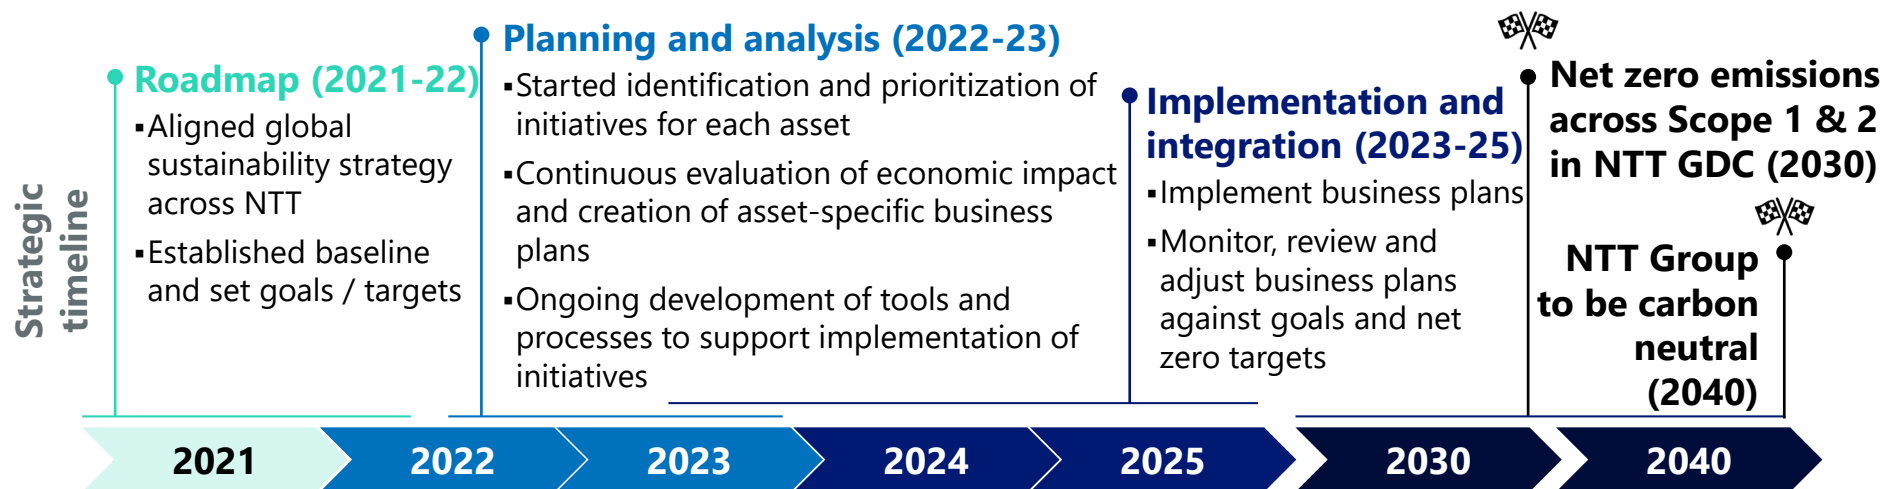 Strategic
timeline
Roadmap (2021-22)
▪Aligned global
sustainability strategy
across NTT
▪Established baseline
and set goals / targets
Planning and analysis (2022-23)
▪Started identification and prioritization of
initiatives for each asset
▪Continuous evaluation of economic impact
and creation of asset-specific business
plans
▪Ongoing development of tools and
processes to support implementation of
initiatives
Implementation and
integration (2023-25)
▪Implement business plans
▪Monitor, review and
adjust business plans
against goals and net
zero targets
Net zero emissions
across Scope 1 & 2
in NTT GDC (2030)
NTT Group
to be carbon
neutral
(2040)
2021
2022
2023
2024
2025
2030
2040